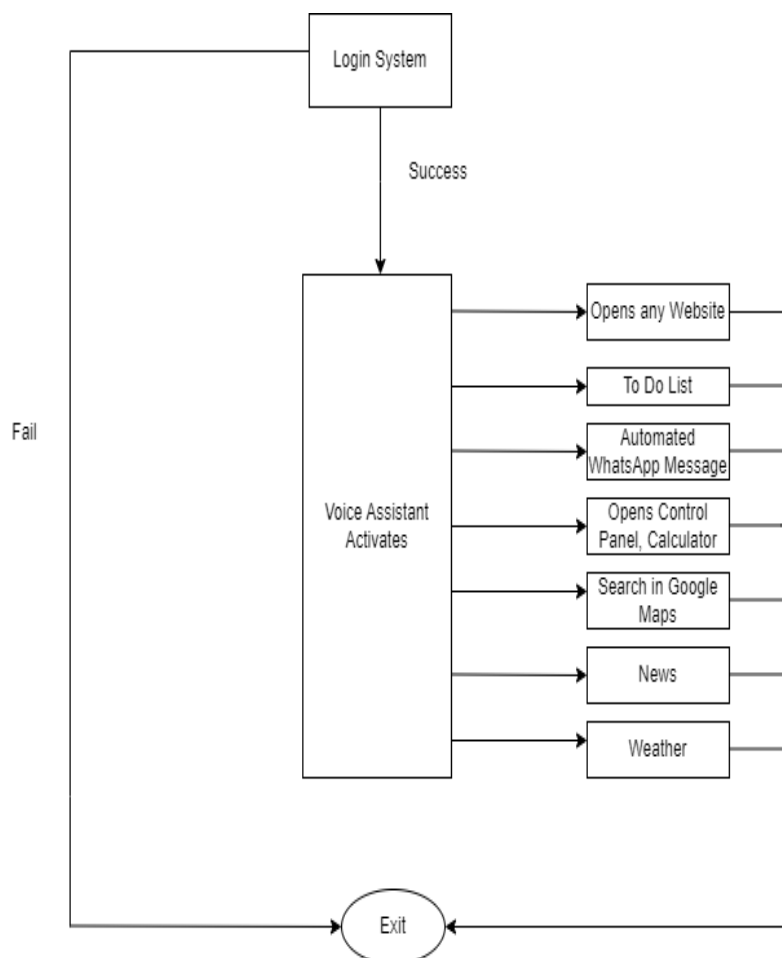 Login System
Success
Opens any Website
To Do List
Fail
Automated
WhatsApp Message
Voice Assistant
Activates
Opens Control
Panel, Calculator
Search in Google
Maps
News
Weather
Exit